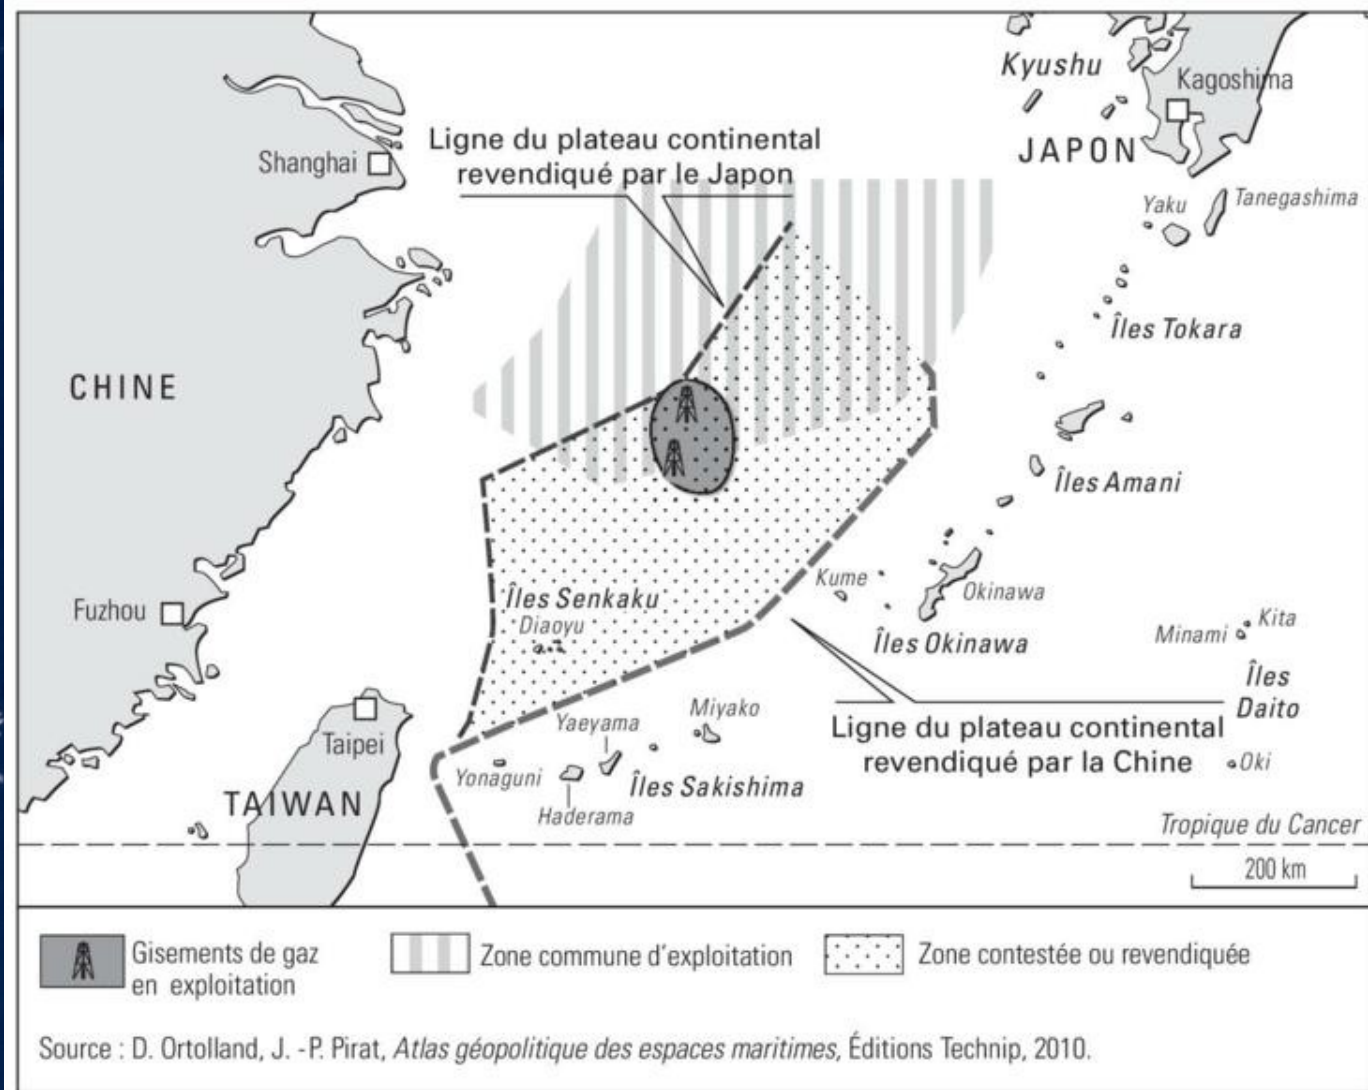 Kyushu
Kagoshima
JAPON
Ligne du plateau continental
revendiqué par le Japon
Shanghai
Yaku
Tanegashima
Îles Tokara
CHINE
Îles Amani
Fuzhou
Îles Senkaku
Diaoyu
Kume
Okinawa
Îles Okinawa
Kita
Minami
Îles
Daito
Ligne du plateau continental
revendiqué par la Chine
Oki
Taipei
TAIWAN
Yaeyama
Miyako
Yonaguni
Îles Sakishima
Haderama
Tropique du Cancer
200 km
Gisements de gaz
en exploitation
Zone commune d'exploitation
Zone contestée ou revendiquée
Source : D. Ortolland, J. -P. Pirat, Atlas géopolitique des espaces maritimes, Éditions Technip, 2010.